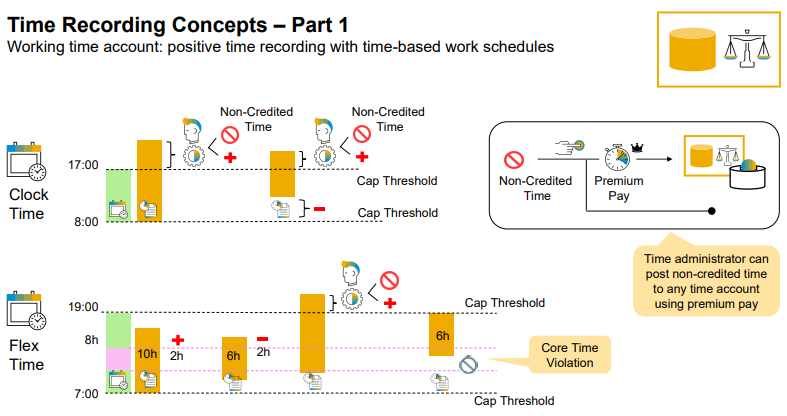 Time Recording Concepts – Part 1
Working time account: positive time recording with time-based work schedules
Non-Credited
Time
Non-Credited
Time
17:00
Cap Threshold
Clock
Time
Cap Threshold
8:00
Non-Credited
Time
Premium
Pay
Time administrator can
post non-credited time
to any time account
using premium pay
19:00
Cap Threshold
8h
Flex
Time
10h
2h
6h
2h
6h
Core Time
Violation
7:00
Cap Threshold